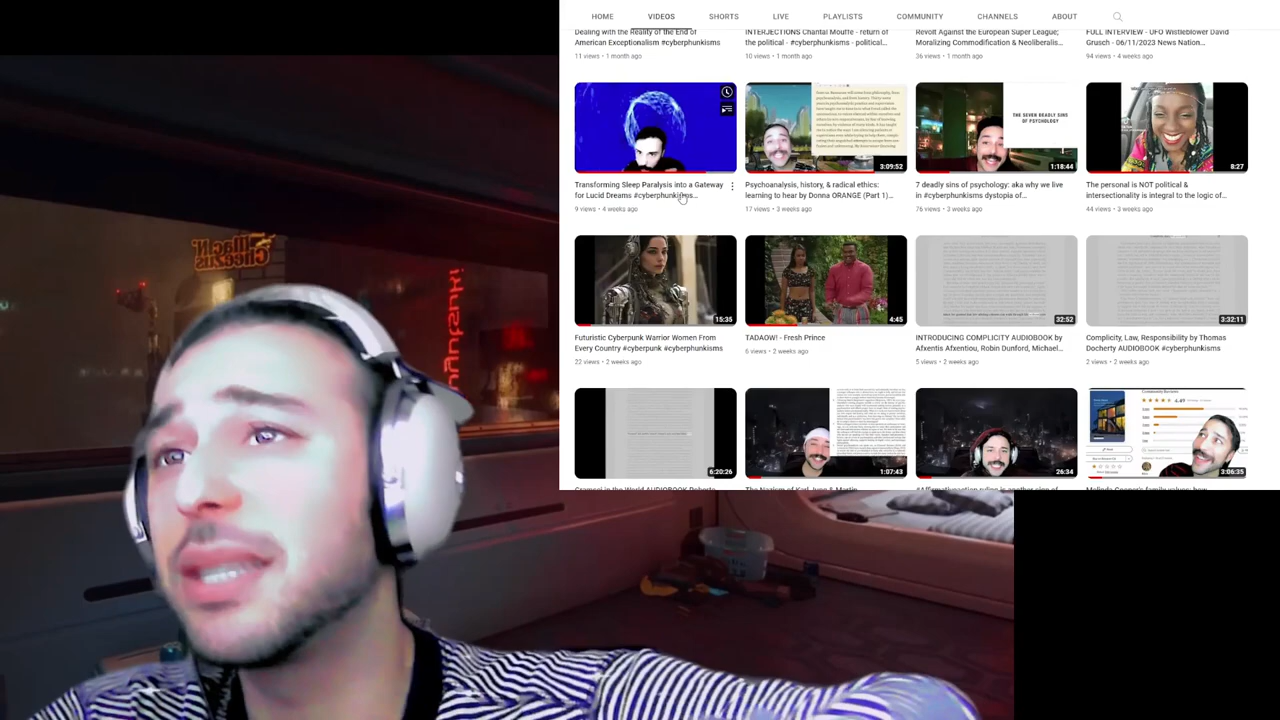 HOME VIDEOS SHORTS LIVE PLAYLISTS COMMUNITY CHANNELS ABOUT
Dealing with the Reality of the End of
American Exceptionalism #cyberphunkisms
11 views • 1 month ago
INTERJECTIONS Chantal Mouffe - return of
the political - #cyberphunkisms - political...
10 views • 1 month ago
Revolt Against the European Super League;
Moralizing Commodification & Neoliberalis...
36 views • 1 month ago
FULL INTERVIEW - UFO Wistleblower David
Grusch - 06/11/2023 News Nation...
94 views • 4 weeks ago
Transforming Sleep Paralysis into a Gateway
for Lucid Dreams #cyberphunkisms...
9 views • 4 weeks ago
3:09:52
Psychoanalysis, history, & radical ethics:
learning to hear by Donna ORANGE (Part 1)...
17 views • 3 weeks ago
THE SEVEN DEADLY SINS
OF PSYCHOLOGY
1:18:44
7 deadly sins of psychology: aka why we live
in #cyberphunkisms dystopia of...
76 views • 3 weeks ago
8:27
The personal is NOT political &
intersectionality is integral to the logic of...
44 views • 3 weeks ago
15:35
Futuristic Cyberpunk Warrior Women From
Every Country #cyberpunk #cyberphunkisms
22 views • 2 weeks ago
4:45
TADAOW! - Fresh Prince
6 views • 2 weeks ago
32:52
INTRODUCING COMPLICITY AUDIOBOOK by
Afxentis Afxentiou, Robin Dunford, Michael...
5 views • 2 weeks ago
3:32:11
Complicity, Law, Responsibility by Thomas
Docherty AUDIOBOOK #cyberphunkisms
2 views • 2 weeks ago
6:20:26
1:07:43
26:34
4.49
3:06:35